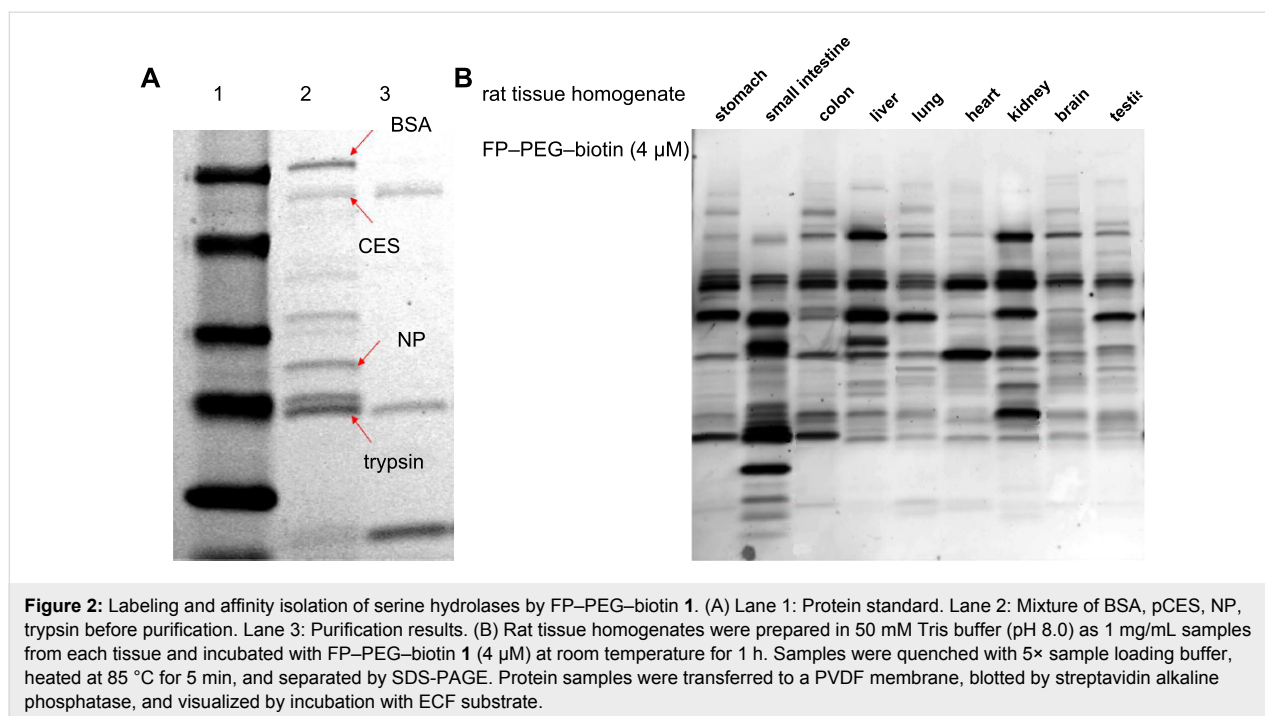 A
1
2
3
BSA
CES
NP
trypsin
B
rat tissue homogenate
FP–PEG–biotin (4 µM)
stomach
small intestine
colon
liver
lung
heart
kidney
brain
testi
Figure 2: Labeling and affinity isolation of serine hydrolases by FP–PEG–biotin 1. (A) Lane 1: Protein standard. Lane 2: Mixture of BSA, pCES, NP,
trypsin before purification. Lane 3: Purification results. (B) Rat tissue homogenates were prepared in 50 mM Tris buffer (pH 8.0) as 1 mg/mL samples
from each tissue and incubated with FP–PEG–biotin 1 (4 µM) at room temperature for 1 h. Samples were quenched with 5× sample loading buffer,
heated at 85 °C for 5 min, and separated by SDS-PAGE. Protein samples were transferred to a PVDF membrane, blotted by streptavidin alkaline
phosphatase, and visualized by incubation with ECF substrate.